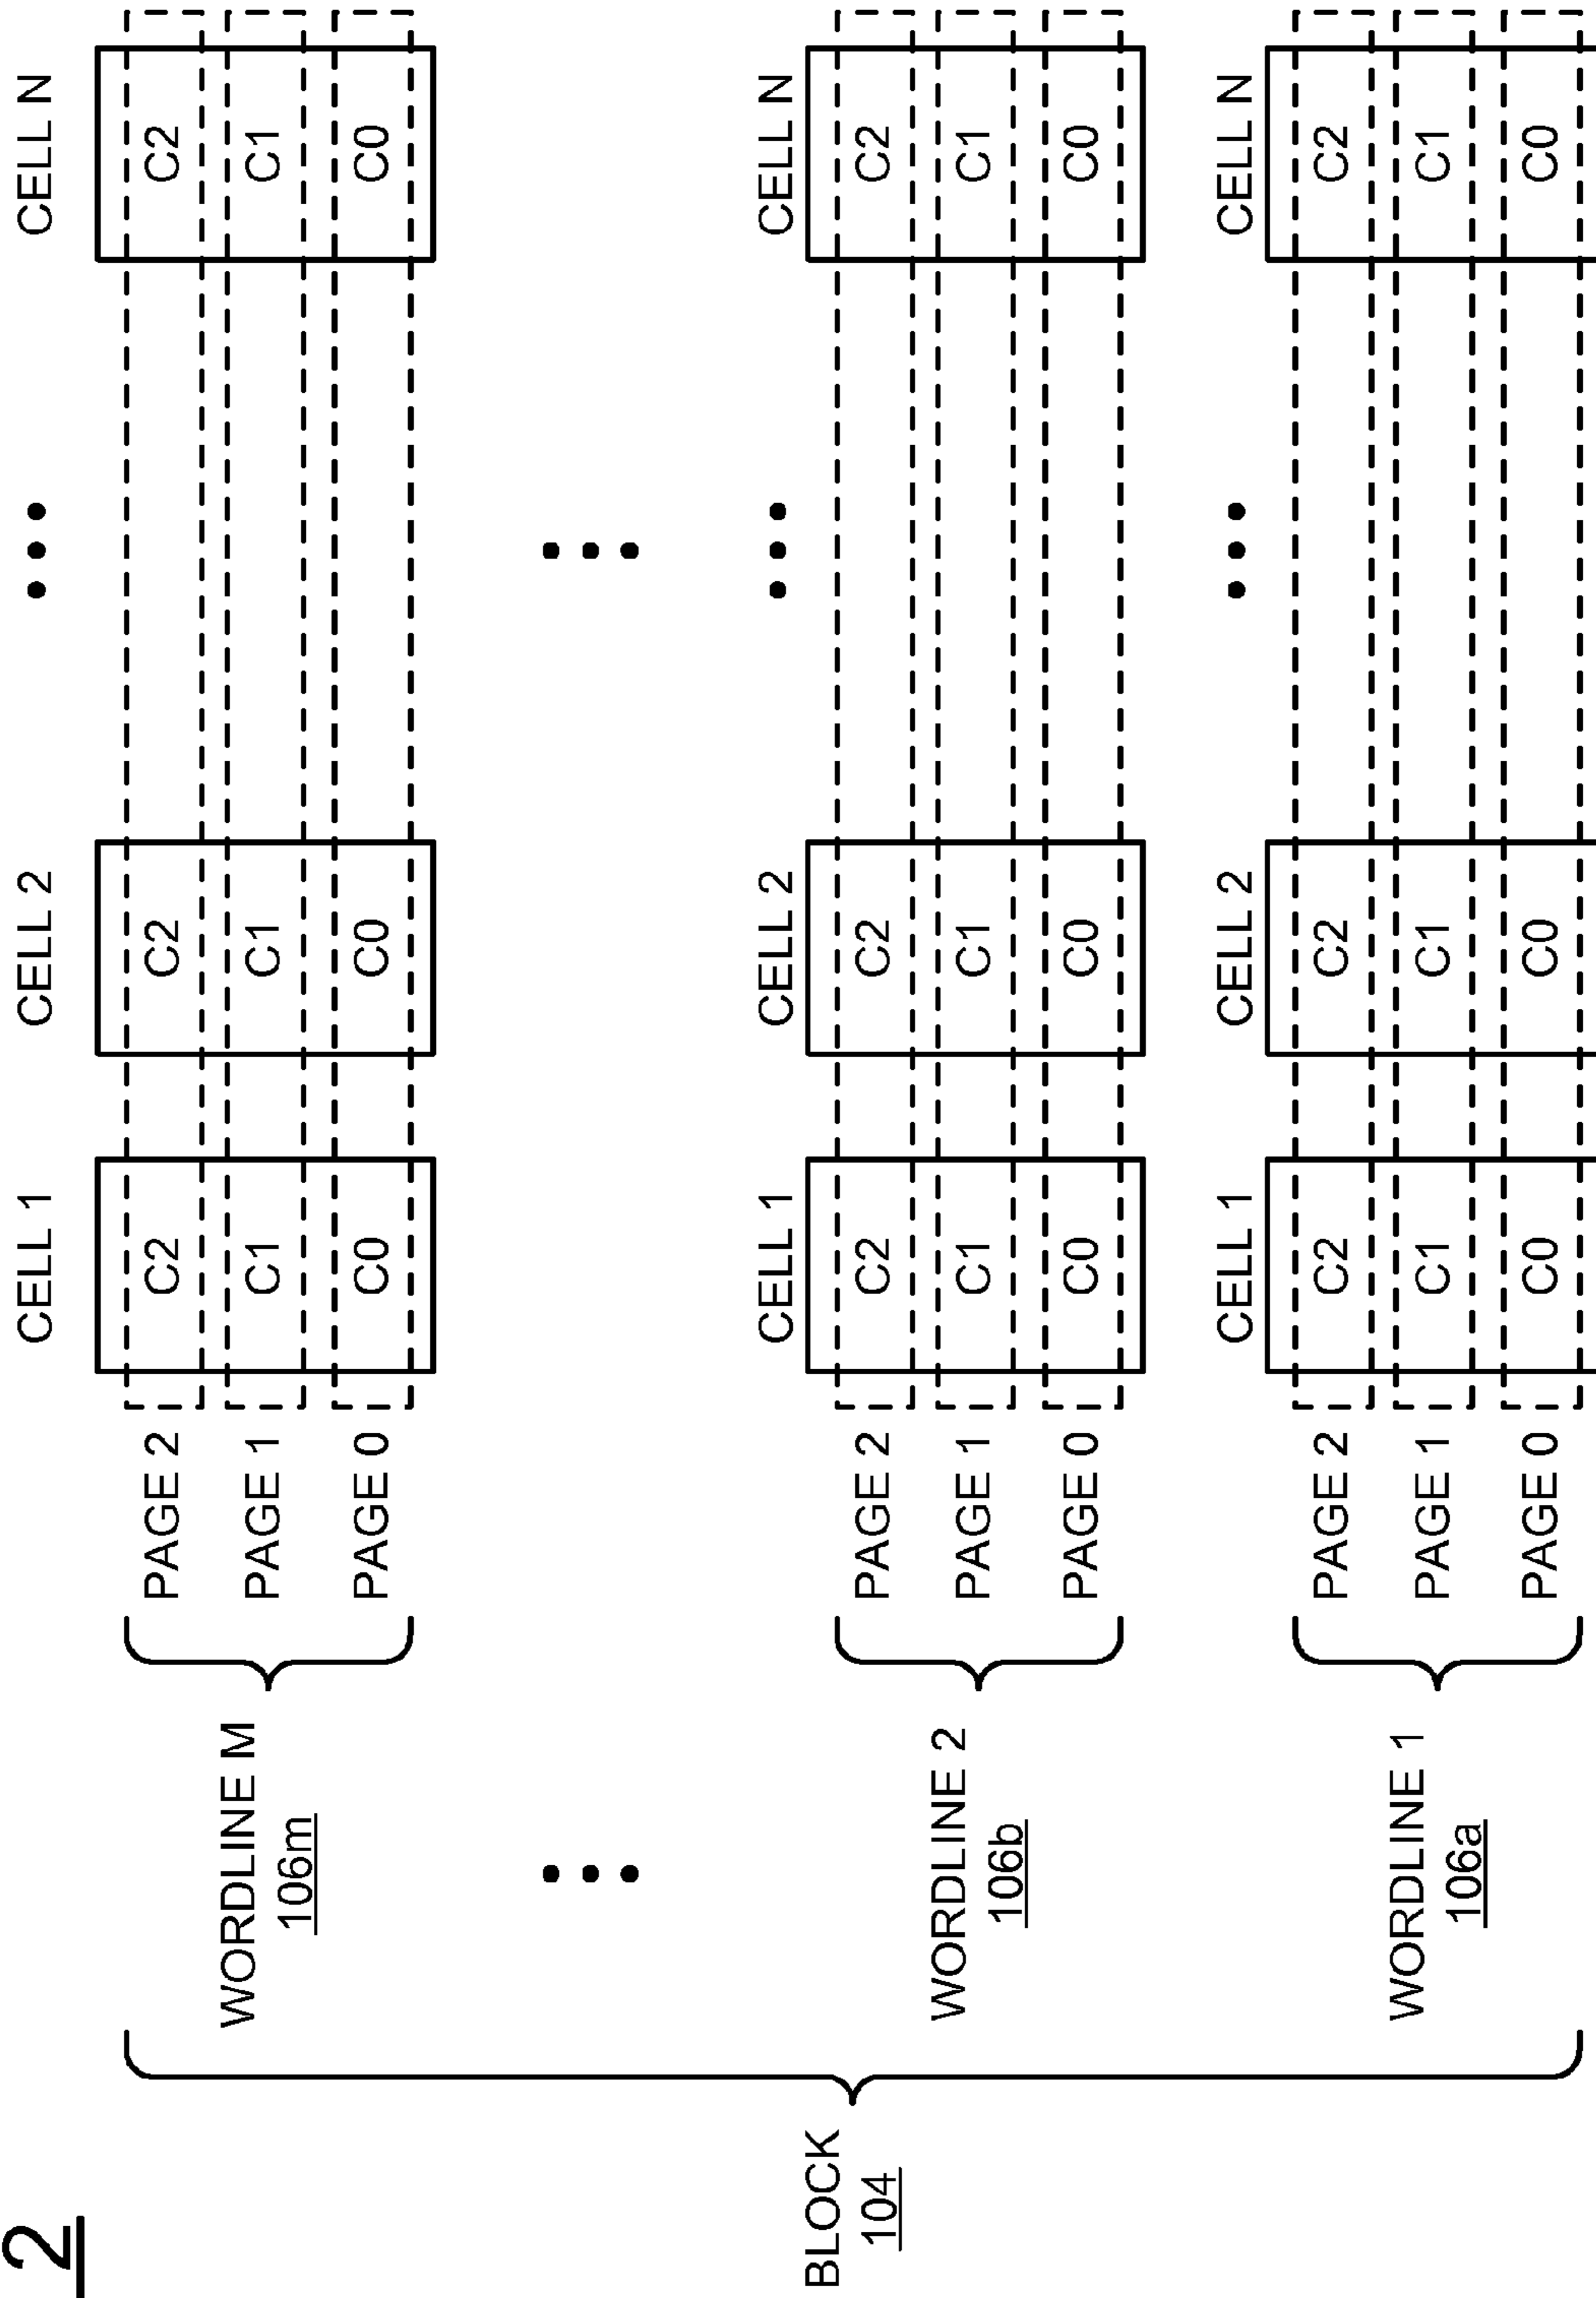 2
CELL 1 CELL 2 ••• CELL N
PAGE 2 C2 C2 C2
PAGE 1 C1 C1 C1
PAGE 0 C0 C0 C0
WORDLINE M
106m
••• •••
CELL 1 CELL 2 ••• CELL N
PAGE 2 C2 C2 C2
PAGE 1 C1 C1 C1
PAGE 0 C0 C0 C0
WORDLINE 2
106b
BLOCK
104
CELL 1 CELL 2 ••• CELL N
PAGE 2 C2 C2 C2
PAGE 1 C1 C1 C1
PAGE 0 C0 C0 C0
WORDLINE 1
106a